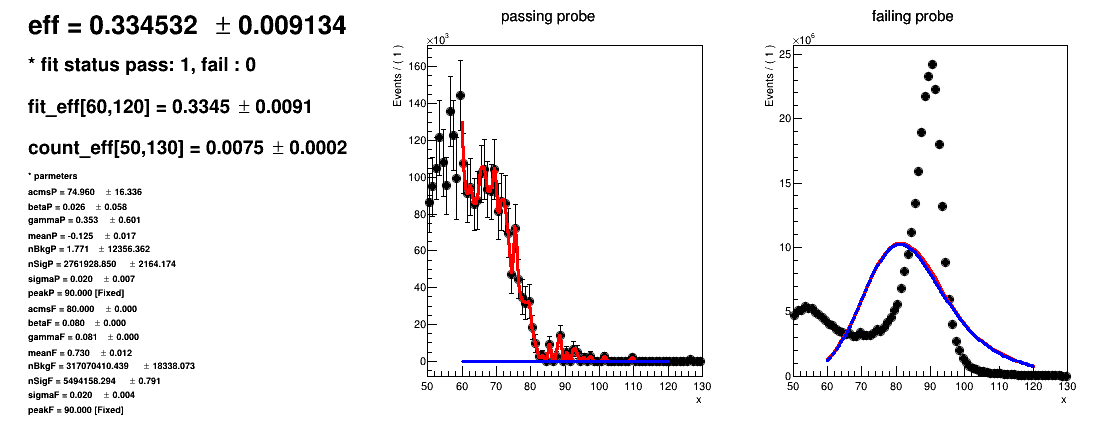 eff = 0.334532 ± 0.009134
* fit status pass: 1, fail : 0
fit_eff[60,120] = 0.3345 ± 0.0091
count_eff[50,130] = 0.0075 ± 0.0002
* parmeters
acmsP = 74.960 ± 16.336
betaP = 0.026 ± 0.058
gammaP = 0.353 ± 0.601
meanP = -0.125 ± 0.017
nBkgP = 1.771 ± 12356.362
nSigP = 2761928.850 ± 2164.174
sigmaP = 0.020 ± 0.007
peakP = 90.000 [Fixed]
acmsF = 80.000 ± 0.000
betaF = 0.080 ± 0.000
gammaF = 0.081 ± 0.000
meanF = 0.730 ± 0.012
nBkgF = 317070410.439 ± 18338.073
nSigF = 5494158.294 ± 0.791
sigmaF = 0.020 ± 0.004
peakF = 90.000 [Fixed]
passing probe
×10³
Events / ( 1 )
160
140
120
100
80
60
40
20
0
50 60 70 80 90 100 110 120 130
x
failing probe
×10⁶
Events / ( 1 )
25
20
15
10
5
0
50 60 70 80 90 100 110 120 130
x